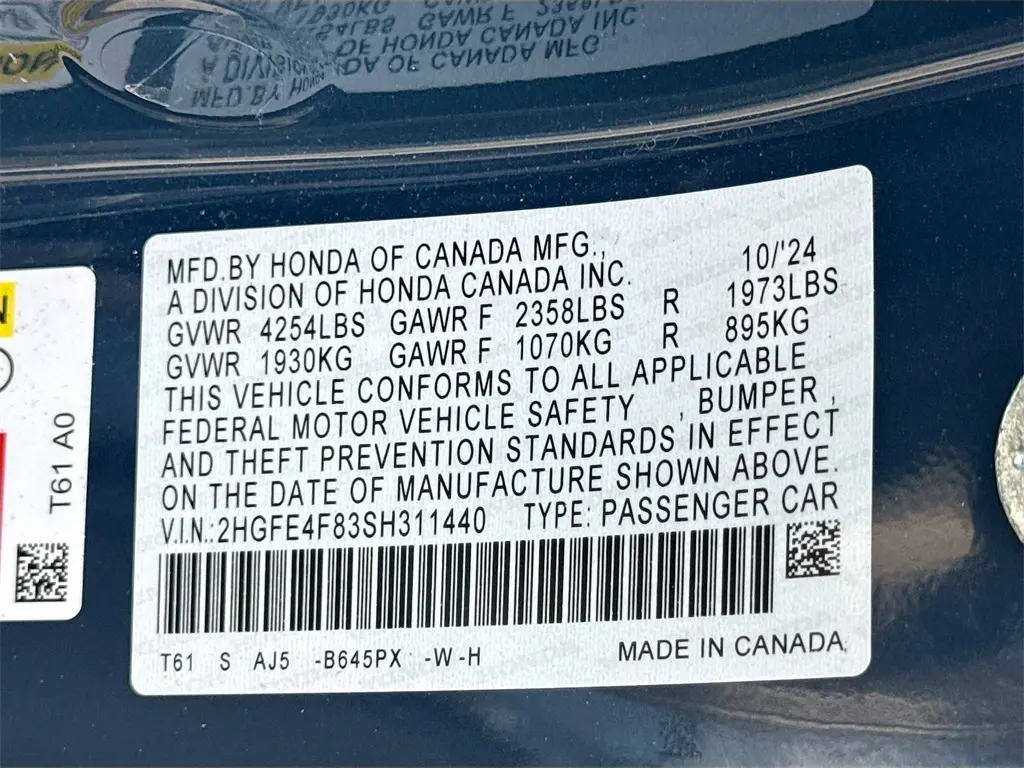 MFD.BY HONDA OF CANADA MFG., 10/'24
A DIVISION OF HONDA CANADA INC.
GVWR 4254LBS GAWR F 2358LBS R 1973LBS
GVWR 1930KG GAWR F 1070KG R 895KG
THIS VEHICLE CONFORMS TO ALL APPLICABLE
FEDERAL MOTOR VEHICLE SAFETY , BUMPER ,
AND THEFT PREVENTION STANDARDS IN EFFECT
ON THE DATE OF MANUFACTURE SHOWN ABOVE.
V.I.N.:2HGFE4F83SH311440 TYPE: PASSENGER CAR
T61 S AJ5 -B645PX -W-H MADE IN CANADA
T61 A0